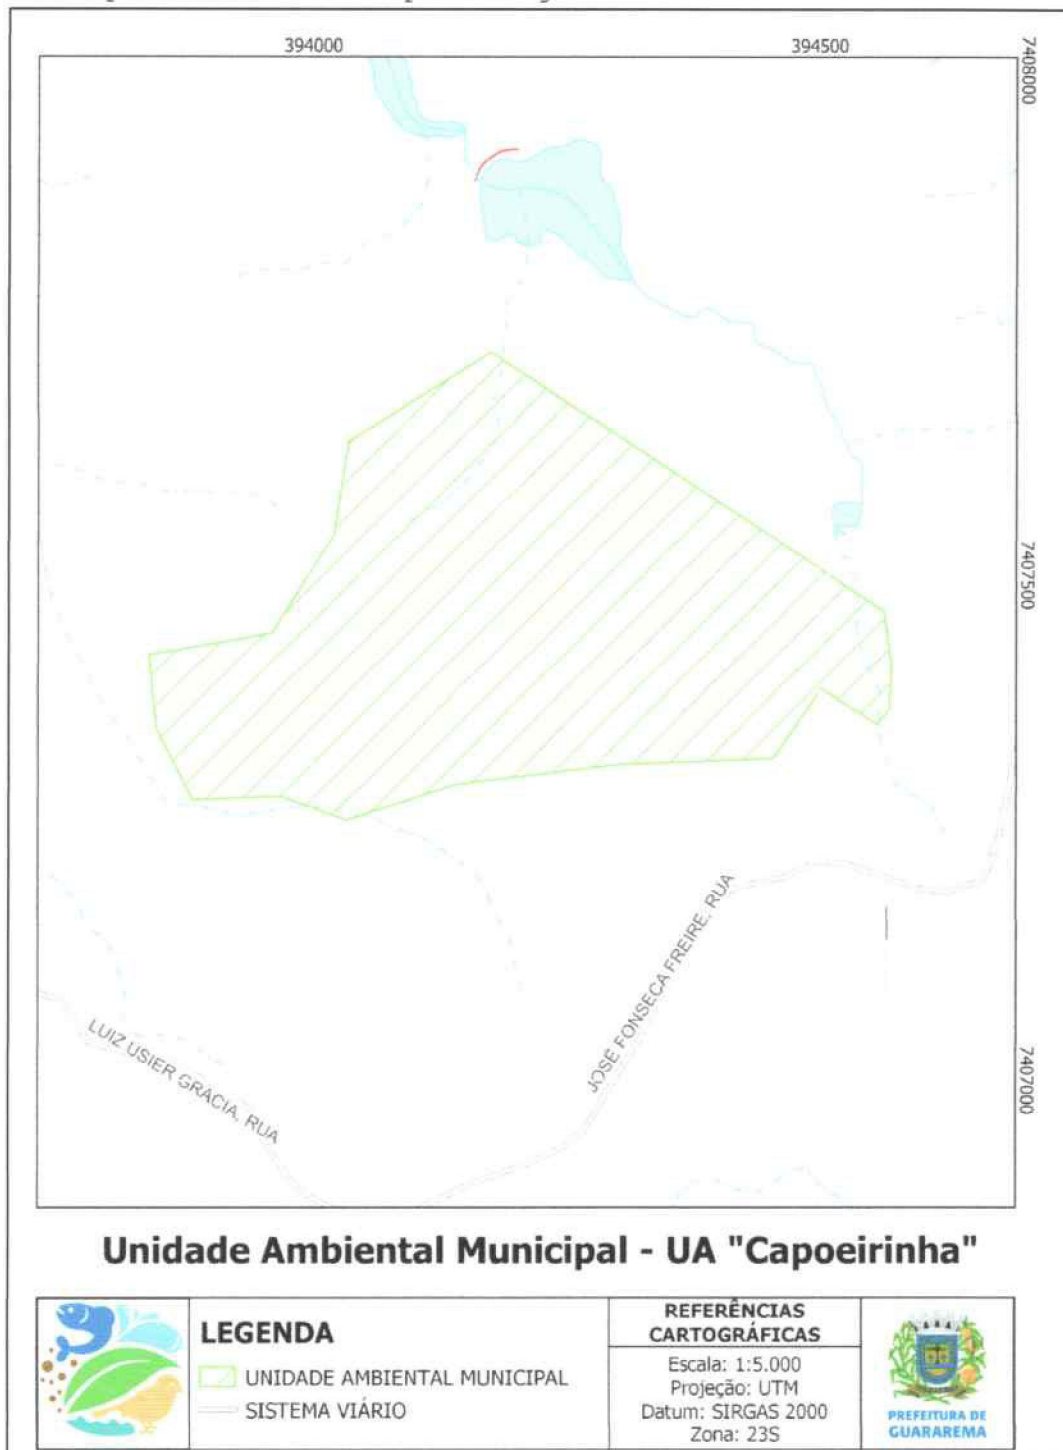 394000
394500
7408000
7407500
7407000
JOSÉ FONSECA FREIRE, RUA
LUIZ USIER GRACIA, RUA
Unidade Ambiental Municipal - UA "Capoeirinha"
LEGENDA
UNIDADE AMBIENTAL MUNICIPAL
SISTEMA VIÁRIO
REFERÊNCIAS
CARTOGRÁFICAS
Escala: 1:5.000
Projeção: UTM
Datum: SIRGAS 2000
Zona: 23S
PREFEITURA DE
GUARAREMA